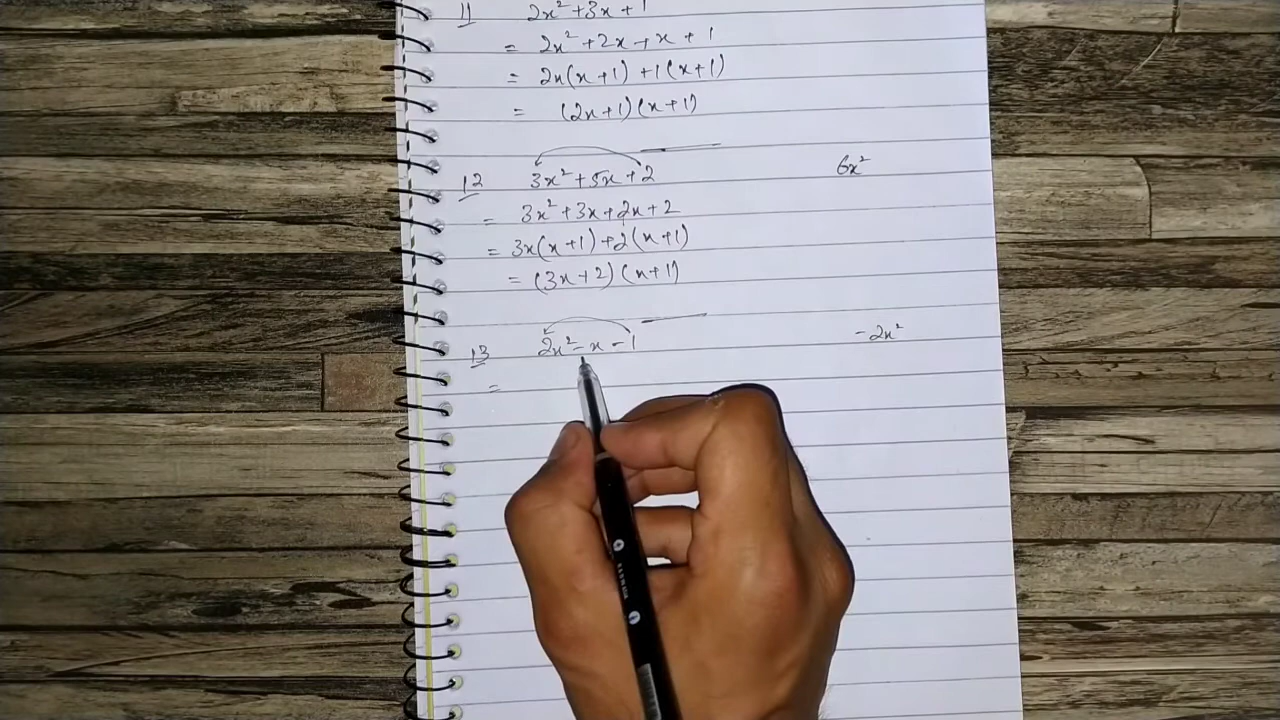 11 2x² + 3x + 1
= 2x² + 2x + x + 1
= 2x(x+1) + 1(x+1)
= (2x+1)(x+1)
12 3x² + 5x + 2 6x²
= 3x² + 3x + 2x + 2
= 3x(x+1) + 2(x+1)
= (3x+2)(x+1)
13 2x² - x - 1 -2x²
=